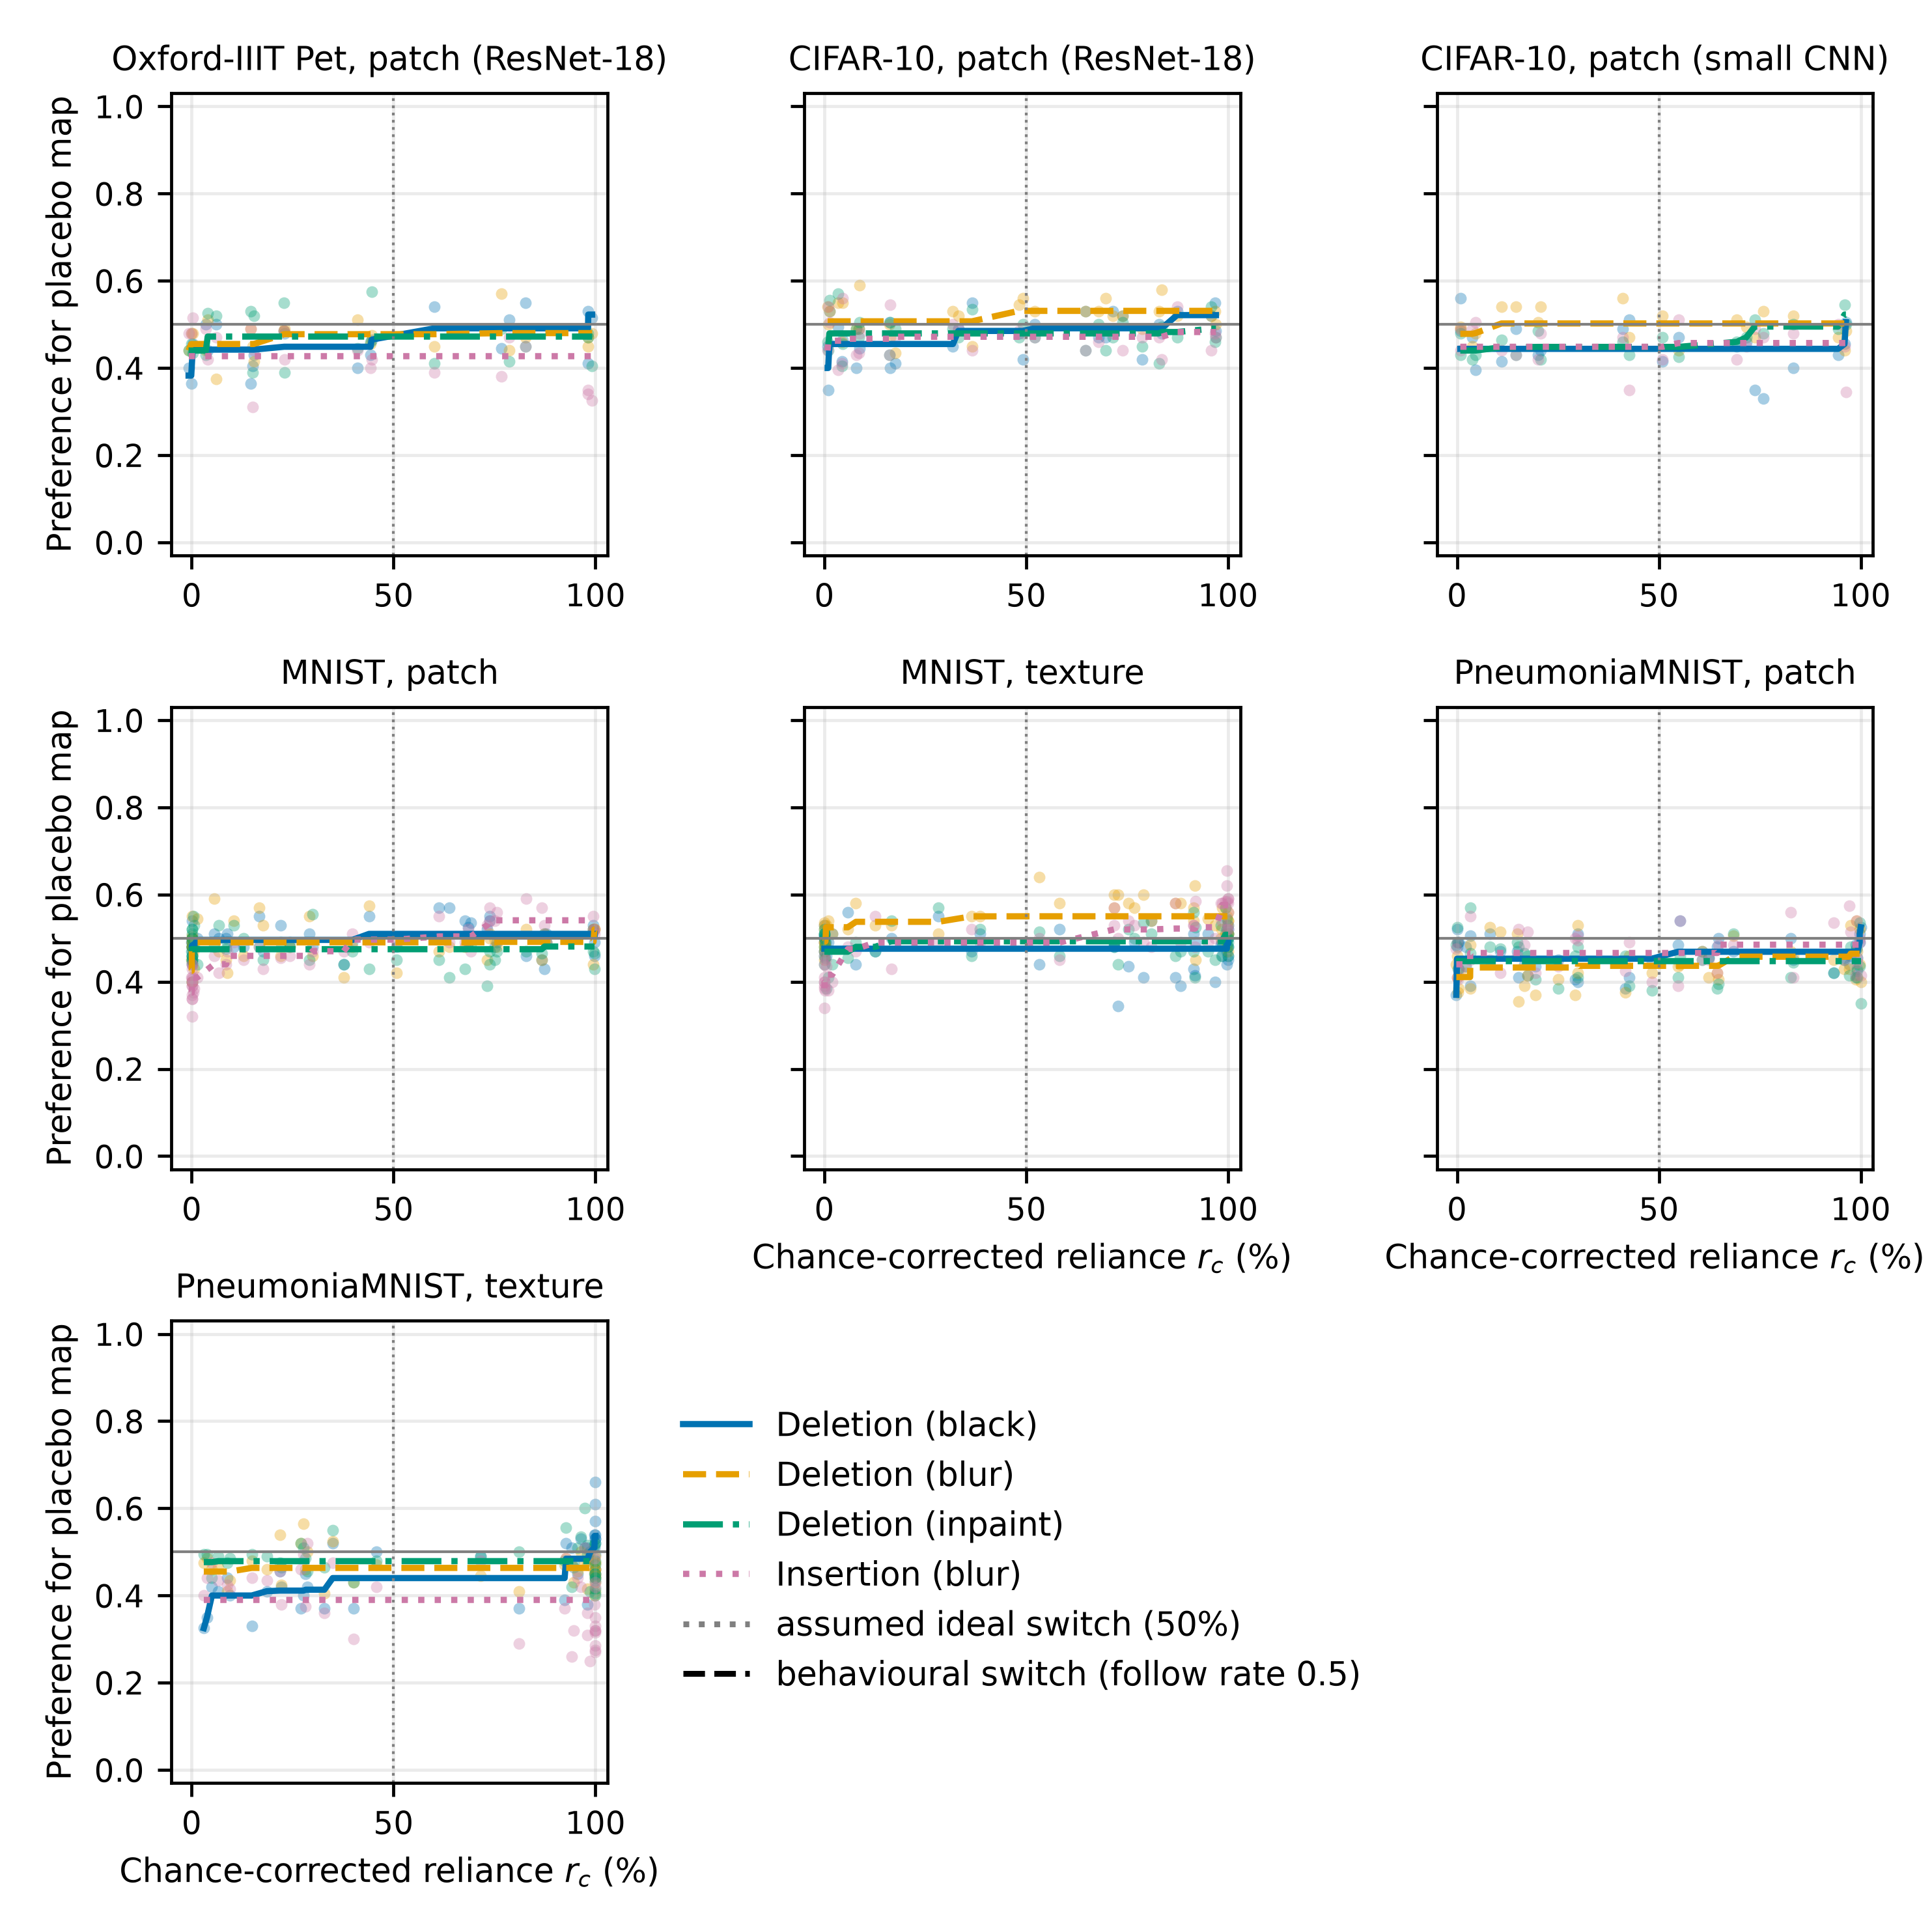 Oxford-IIIT Pet, patch (ResNet-18)
CIFAR-10, patch (ResNet-18)
CIFAR-10, patch (small CNN)
Preference for placebo map
1.0
0.8
0.6
0.4
0.2
0.0
0 50 100
0 50 100
0 50 100
MNIST, patch
MNIST, texture
PneumoniaMNIST, patch
Preference for placebo map
1.0
0.8
0.6
0.4
0.2
0.0
0 50 100
0 50 100
0 50 100
Chance-corrected reliance r_c (%)
Chance-corrected reliance r_c (%)
PneumoniaMNIST, texture
Preference for placebo map
1.0
0.8
0.6
0.4
0.2
0.0
0 50 100
Chance-corrected reliance r_c (%)
Deletion (black)
Deletion (blur)
Deletion (inpaint)
Insertion (blur)
assumed ideal switch (50%)
behavioural switch (follow rate 0.5)